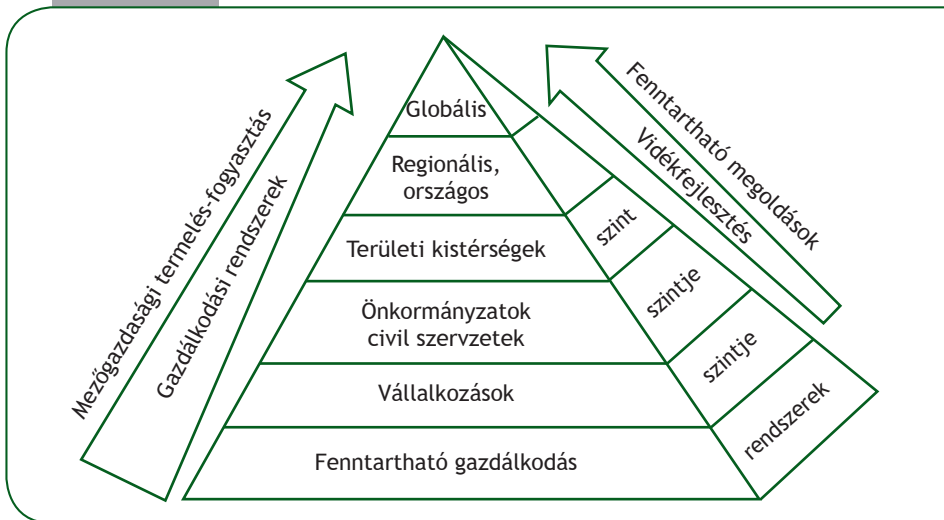 Mezőgazdasági termelés-fogyasztás
Gazdálkodási rendszerek
Globális
Regionális,
országos
Területi kistérségek
Önkormányzatok
civil szervzetek
Vállalkozások
Fenntartható gazdálkodás
szint
szintje
szintje
rendszerek
Vidékfejlesztés
Fenntartható megoldások